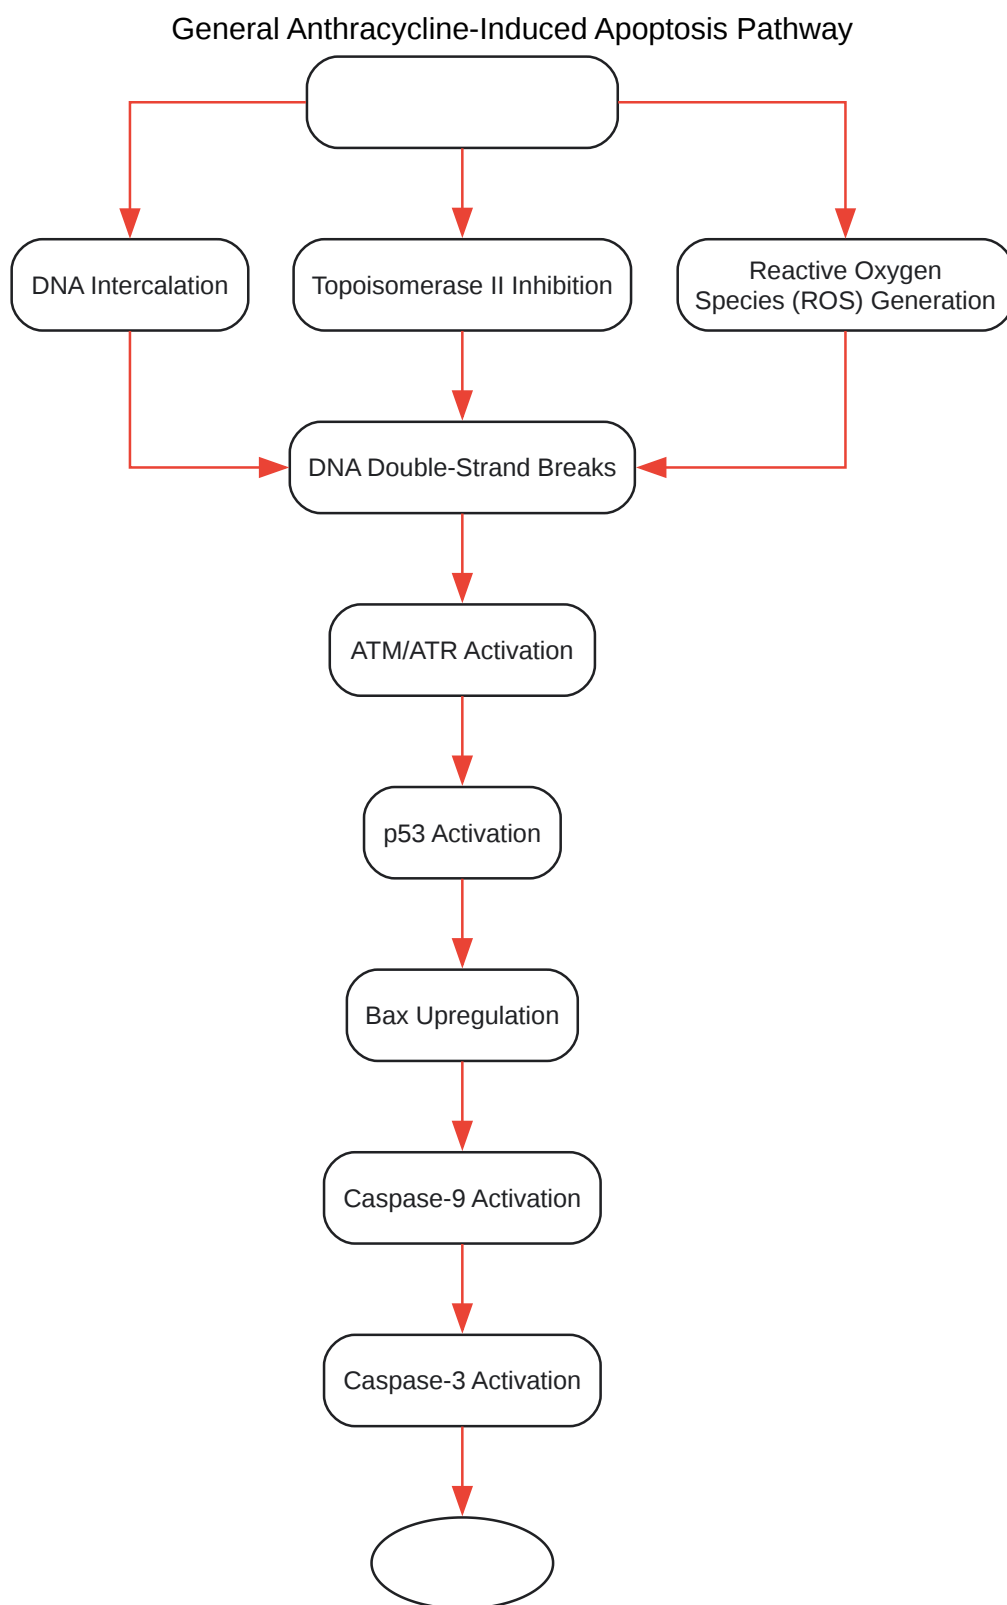 General Anthracycline-Induced Apoptosis Pathway
DNA Intercalation
Topoisomerase II Inhibition
Reactive Oxygen
Species (ROS) Generation
DNA Double-Strand Breaks
ATM/ATR Activation
p53 Activation
Bax Upregulation
Caspase-9 Activation
Caspase-3 Activation